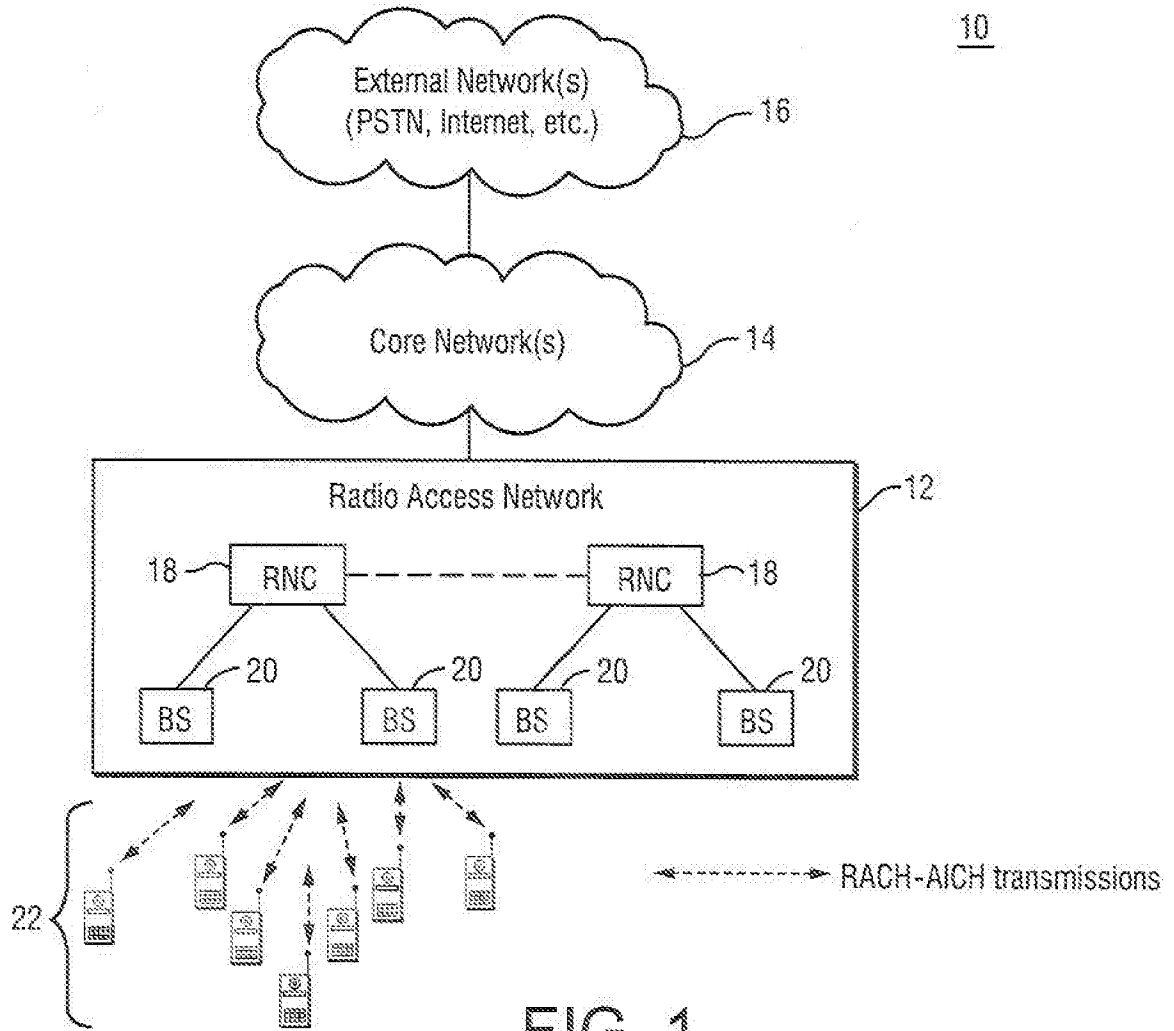 10
External Network(s)
(PSTN, Internet, etc.)
16
Core Network(s)
14
Radio Access Network
12
18
RNC
RNC
18
20
20
20
20
BS
BS
BS
BS
22
RACH-AICH transmissions
FIG. 1